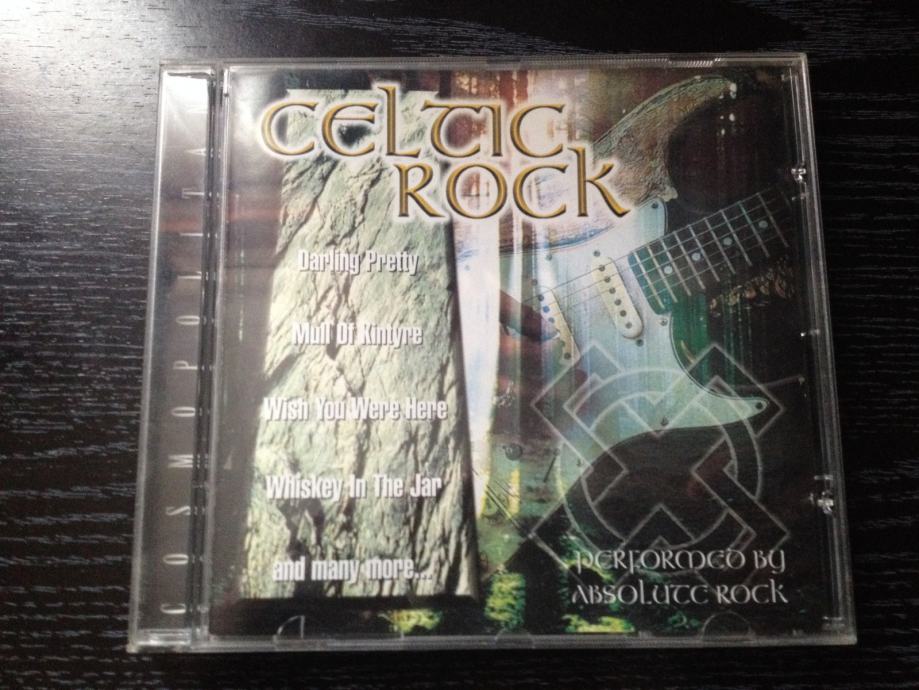 CELTIC
ROCK
Darling Pretty
Mull Of Kintyre
Wish You Were Here
Whiskey In The Jar
and many more...
PERFORMED BY
ABSOLUTE ROCK
COSMOPOLITA